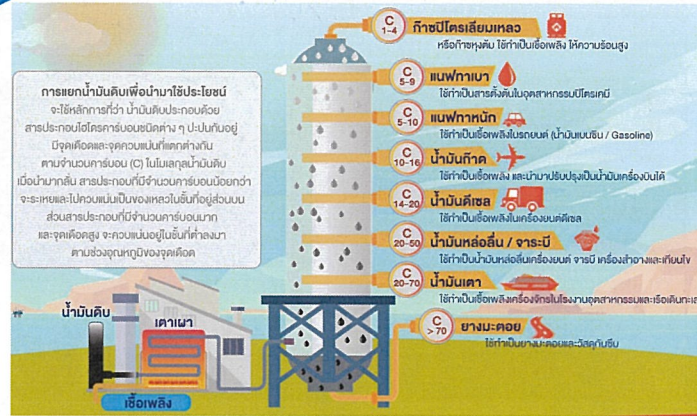 การแยกน้ำมันดิบเพื่อนำมาใช้ประโยชน์
จะใช้หลักการที่ว่า น้ำมันดิบประกอบด้วย
สารประกอบไฮโดรคาร์บอนชนิดต่าง ๆ ปะปนกันอยู่
มีจุดเดือดและจุดควบแน่นที่แตกต่างกัน
ตามจำนวนคาร์บอน (C) ในโมเลกุลน้ำมันดิบ
เมื่อนำมากลั่น สารประกอบที่มีจำนวนคาร์บอนน้อยกว่า
จะระเหยและไปควบแน่นเป็นของเหลวในชั้นที่อยู่ส่วนบน
ส่วนสารประกอบที่มีจำนวนคาร์บอนมาก
และจุดเดือดสูง จะควบแน่นอยู่ในชั้นที่ต่ำลงมา
ตามช่วงอุณหภูมิของจุดเดือด
น้ำมันดิบ
เตาเผา
เชื้อเพลิง
C 1-4 ก๊าซปิโตรเลียมเหลว
หรือก๊าซหุงต้ม ใช้ทำเป็นเชื้อเพลิง ให้ความร้อนสูง
C 5-9 แนฟทาเบา
ใช้ทำเป็นสารตั้งต้นในอุตสาหกรรมปิโตรเคมี
C 5-10 แนฟทาหนัก
ใช้ทำเป็นเชื้อเพลิงในรถยนต์ (น้ำมันเบนซิน / Gasoline)
C 10-16 น้ำมันก๊าด
ใช้ทำเป็นเชื้อเพลิง และนำมาปรับปรุงเป็นน้ำมันเครื่องบินได้
C 14-20 น้ำมันดีเซล
ใช้ทำเป็นเชื้อเพลิงในเครื่องยนต์ดีเซล
C 20-50 น้ำมันหล่อลื่น / จาระบี
ใช้ทำเป็นน้ำมันหล่อลื่นเครื่องยนต์ จารบี เครื่องสำอางและเทียนไข
C 20-70 น้ำมันเตา
ใช้ทำเป็นเชื้อเพลิงเครื่องจักรในโรงงานอุตสาหกรรมและเรือเดินทะเล
C >70 ยางมะตอย
ใช้ทำเป็นยางมะตอยและวัสดุกันซึม